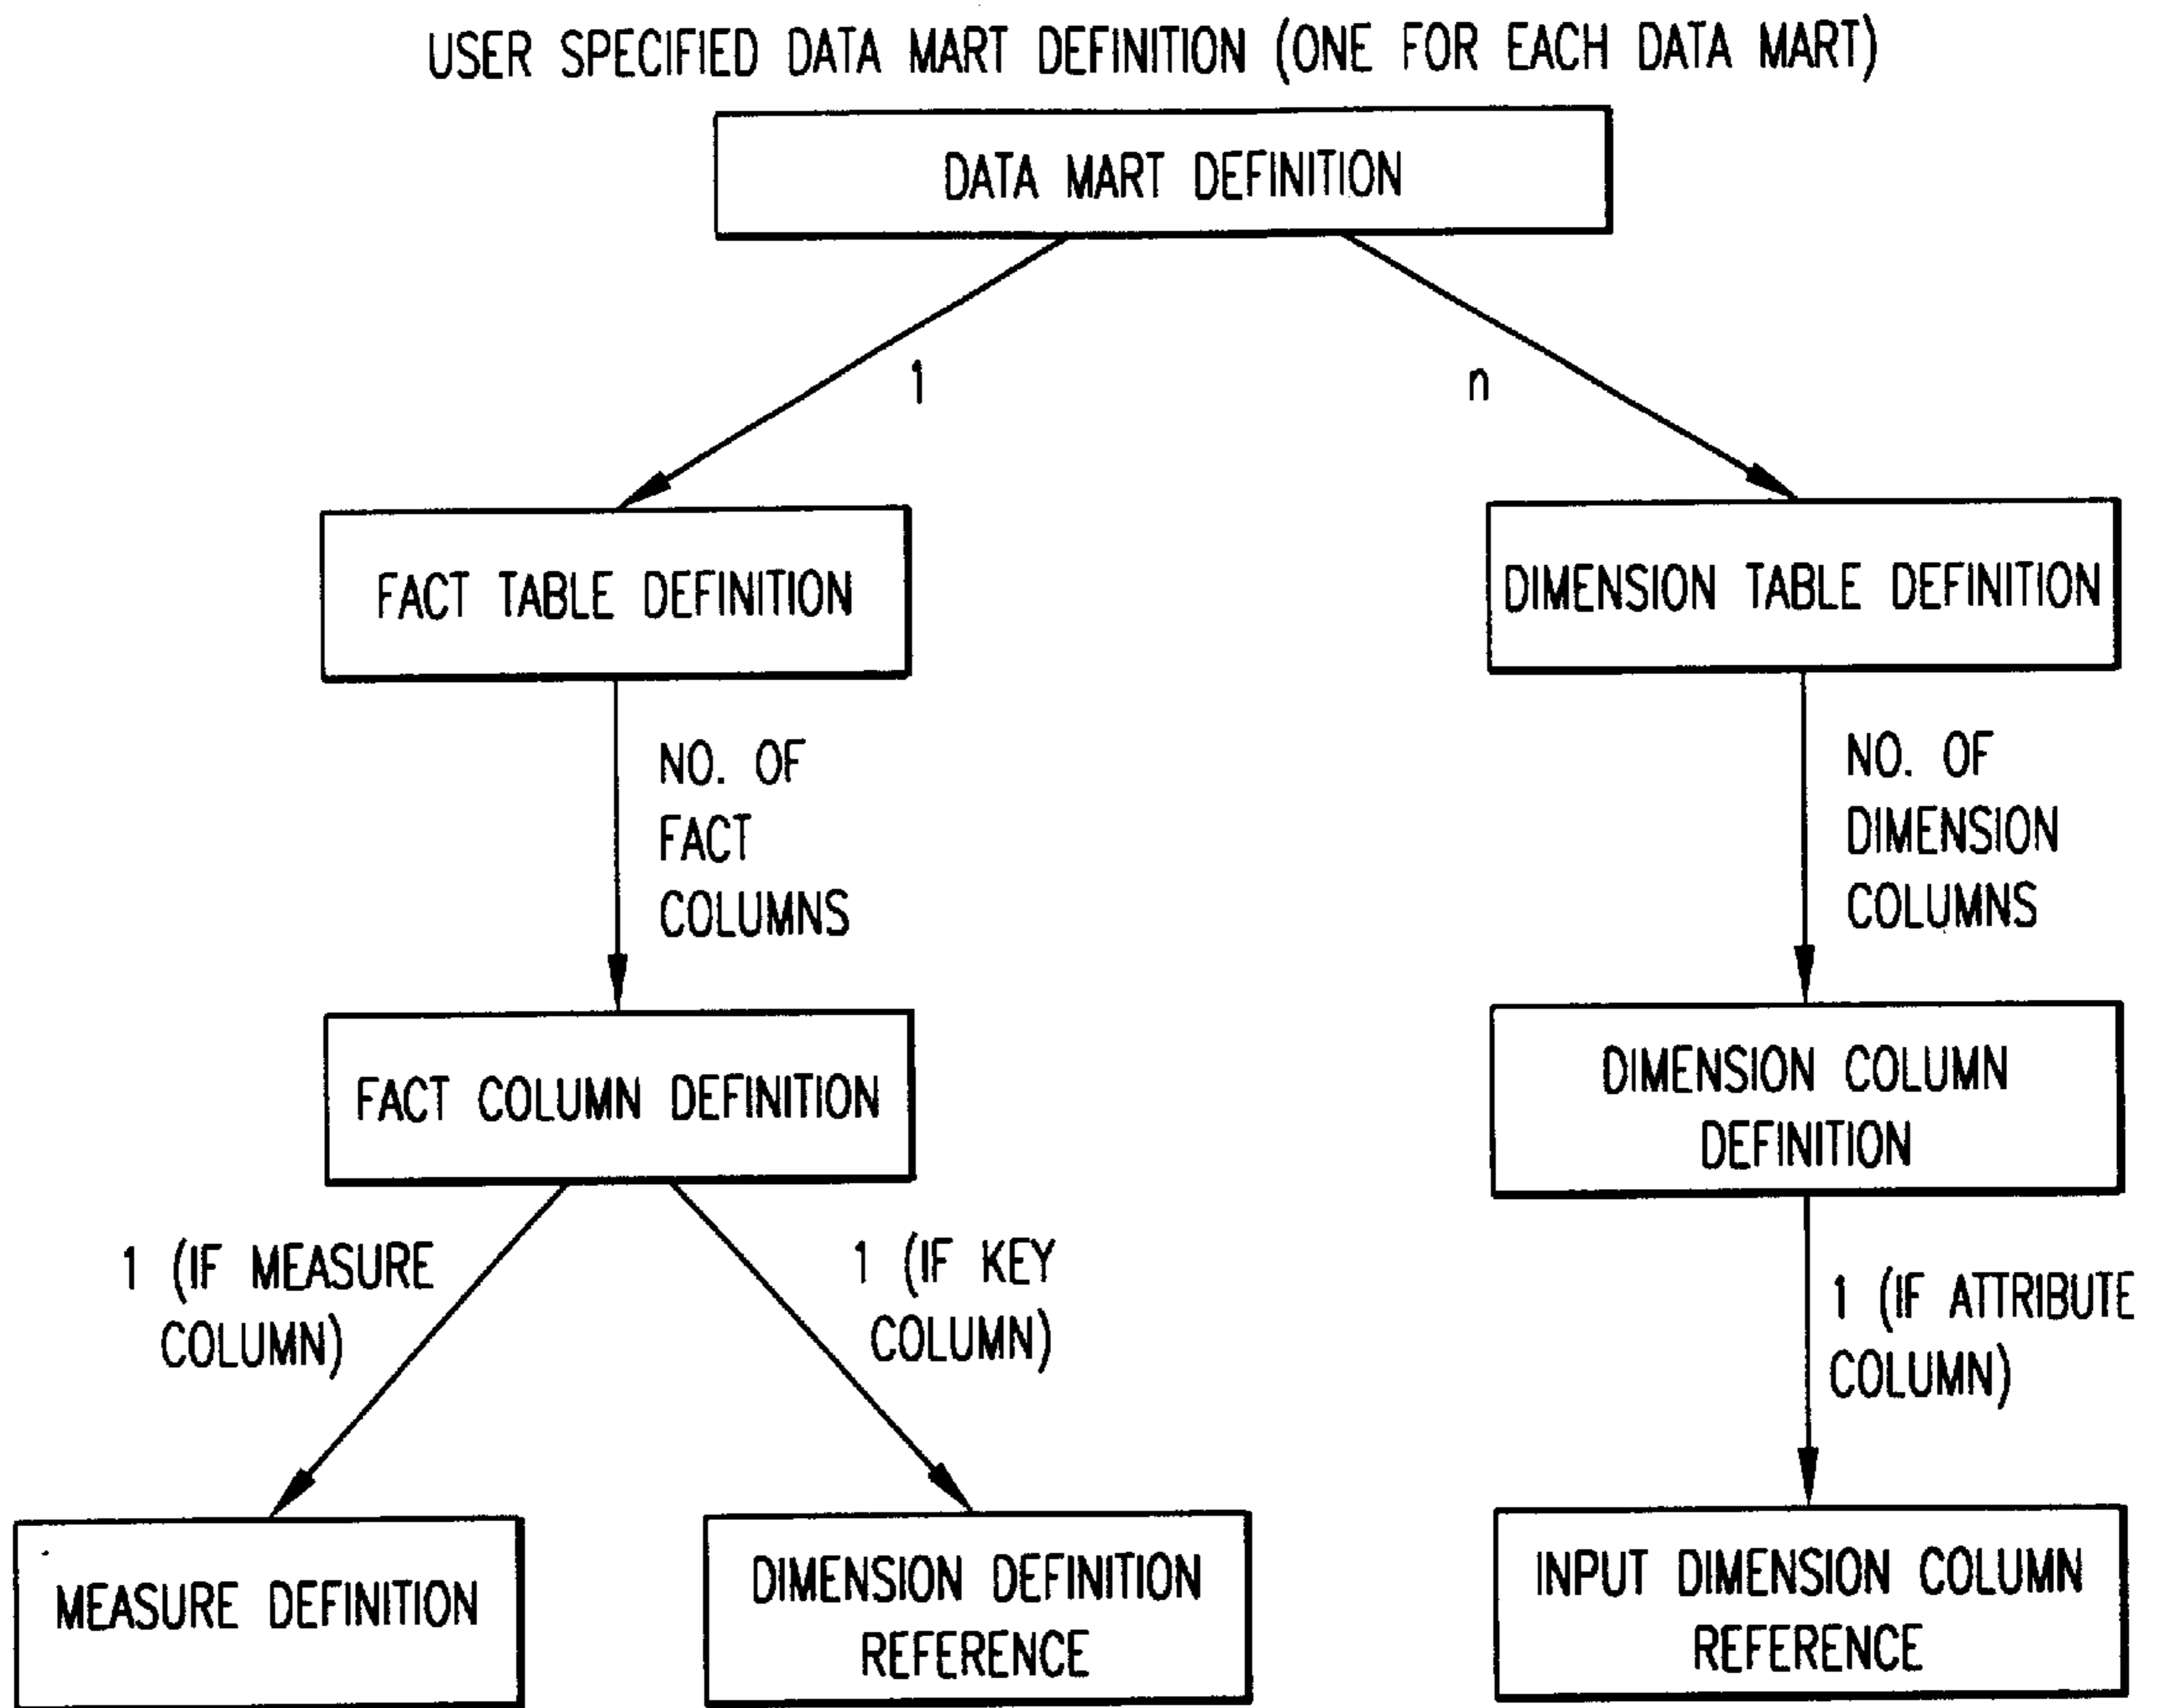 USER SPECIFIED DATA MART DEFINITION (ONE FOR EACH DATA MART)
DATA MART DEFINITION
1
n
FACT TABLE DEFINITION
DIMENSION TABLE DEFINITION
NO. OF
FACT
COLUMNS
NO. OF
DIMENSION
COLUMNS
FACT COLUMN DEFINITION
DIMENSION COLUMN
DEFINITION
1 (IF MEASURE
COLUMN)
1 (IF KEY
COLUMN)
1 (IF ATTRIBUTE
COLUMN)
MEASURE DEFINITION
DIMENSION DEFINITION
REFERENCE
INPUT DIMENSION COLUMN
REFERENCE